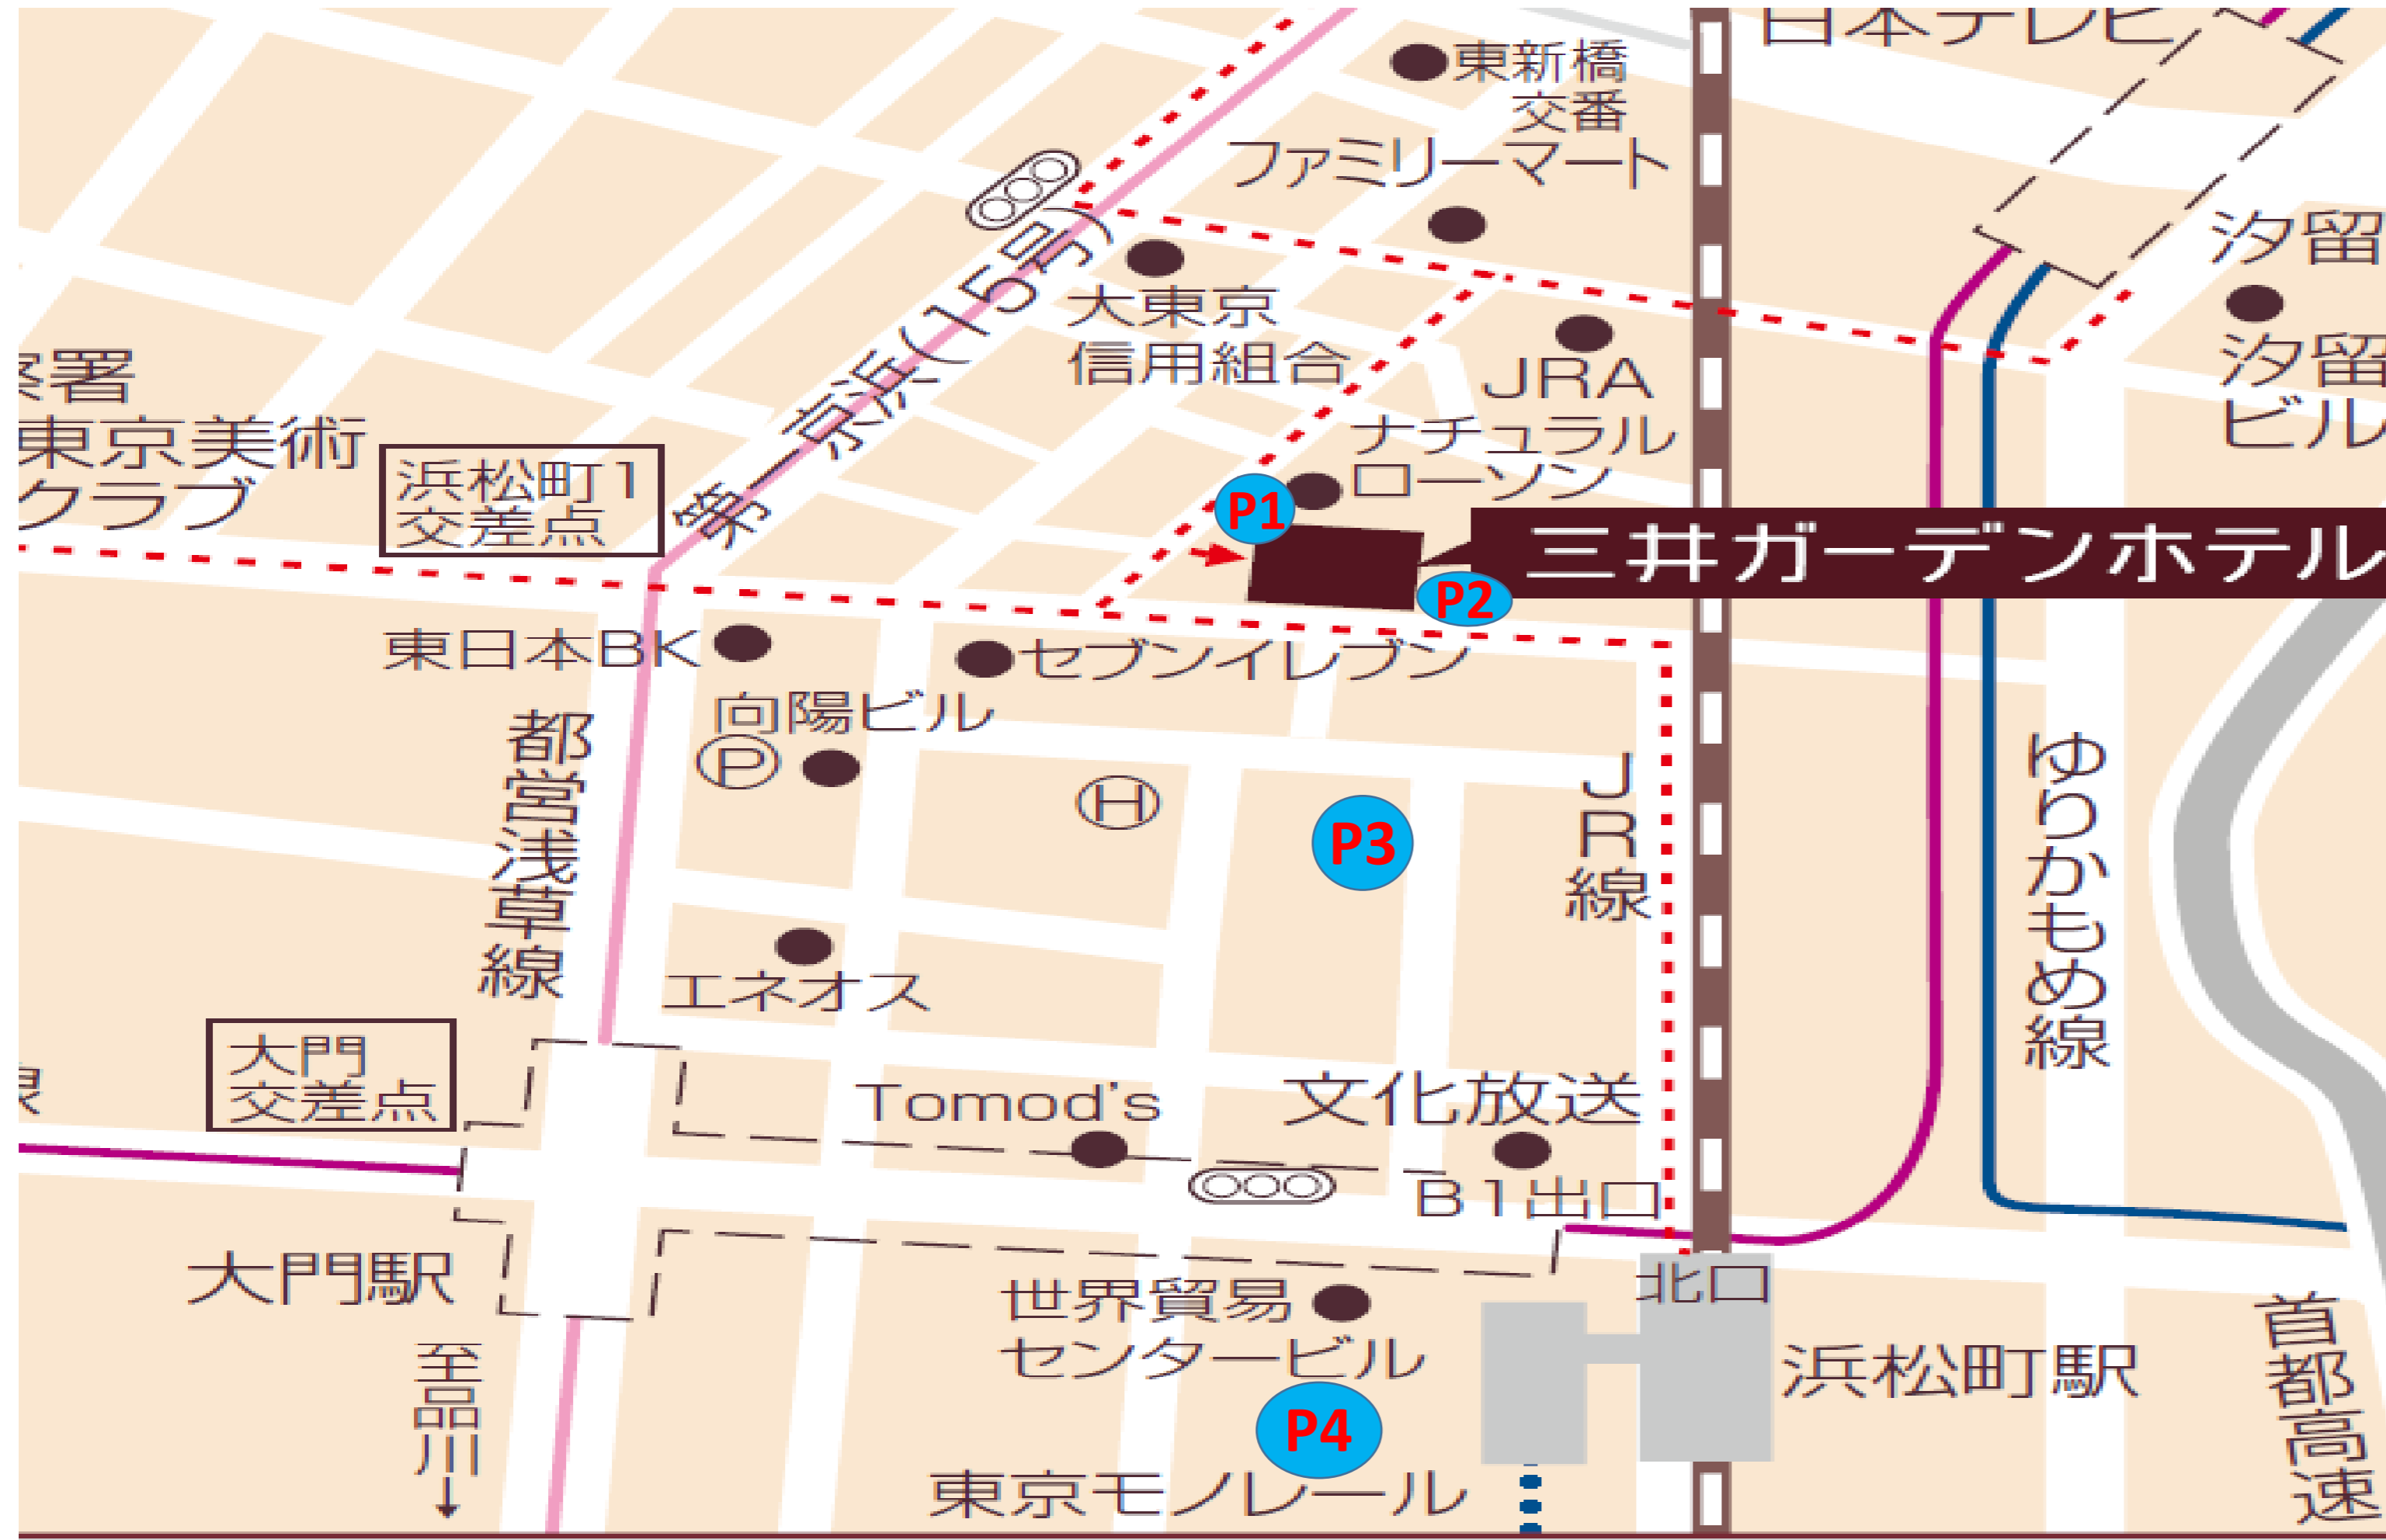 日本テレビ
東新橋
交番
ファミリーマート
汐留
第一京浜(15号)
大東京
信用組合
汐留
ビル
JRA
察署
東京美術
クラブ
浜松町1
交差点
ナチュラル
ローソン
P1
三井ガーデンホテル
P2
東日本BK
セブンイレブン
向陽ビル
P
H
P3
都営浅草線
JR線
ゆりかもめ線
エネオス
大門
交差点
Tomod's
文化放送
B1出口
大門駅
北口
世界貿易
センタービル
浜松町駅
至品川↓
P4
東京モノレール
首都高速